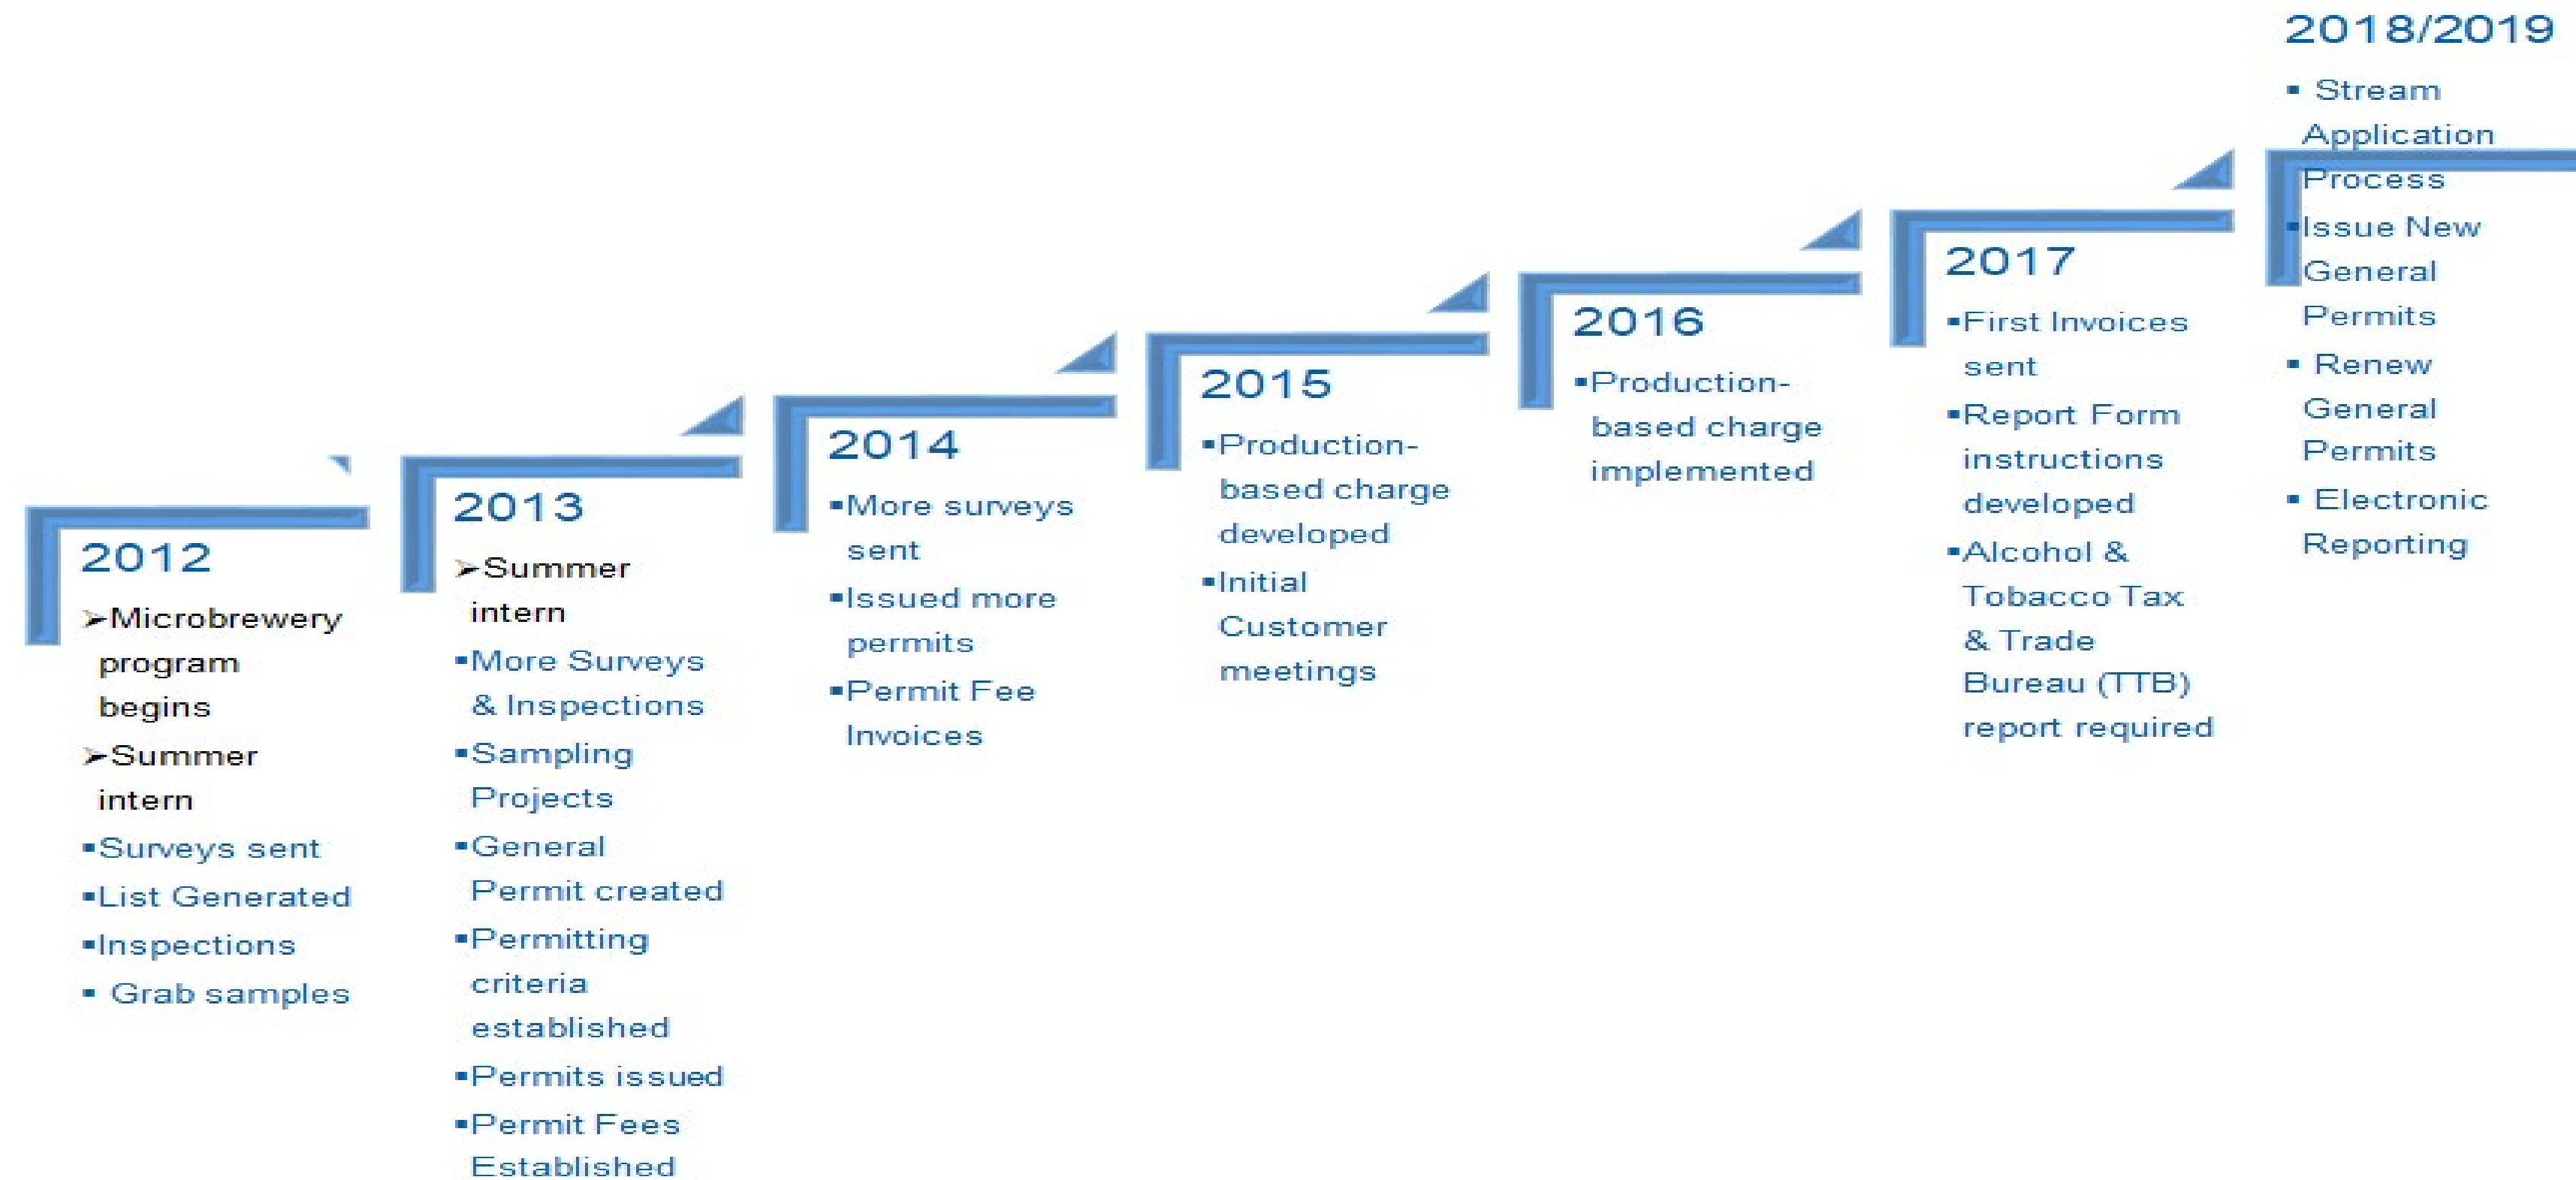 2012
➢Microbrewery
program
begins
➢Summer
intern
▪Surveys sent
▪List Generated
▪Inspections
▪ Grab samples
2013
➢Summer
intern
▪More Surveys
& Inspections
▪Sampling
Projects
▪General
Permit created
▪Permitting
criteria
established
▪Permits issued
▪Permit Fees
Established
2014
▪More surveys
sent
▪Issued more
permits
▪Permit Fee
Invoices
2015
▪Production-
based charge
developed
▪Initial
Customer
meetings
2016
▪Production-
based charge
implemented
2017
▪First Invoices
sent
▪Report Form
instructions
developed
▪Alcohol &
Tobacco Tax
& Trade
Bureau (TTB)
report required
2018/2019
▪ Stream
Application
Process
▪Issue New
General
Permits
▪ Renew
General
Permits
▪ Electronic
Reporting